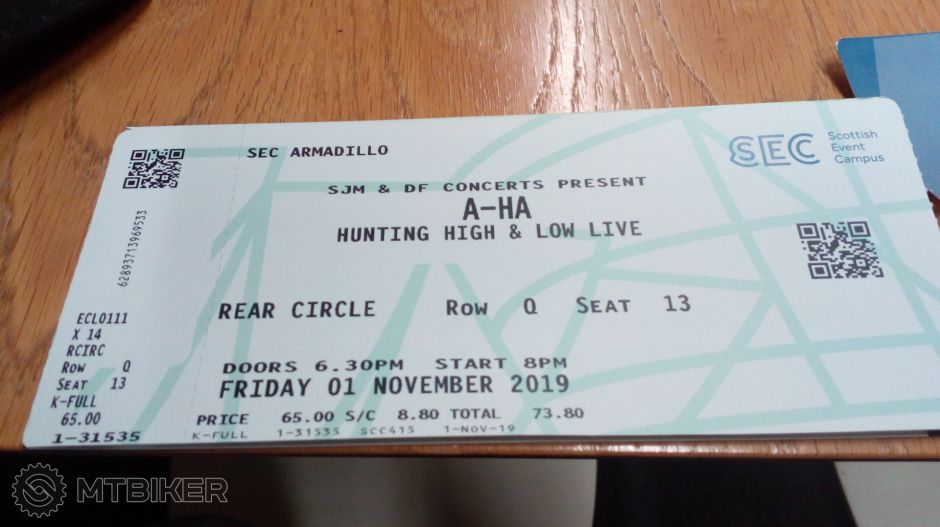 SEC ARMADILLO
SEC Scottish
Event
Campus
SJM & DF CONCERTS PRESENT
A-HA
HUNTING HIGH & LOW LIVE
REAR CIRCLE Row Q SEAT 13
DOORS 6.30PM START 8PM
FRIDAY 01 NOVEMBER 2019
PRICE 65.00 S/C 8.80 TOTAL 73.80
K-FULL 1-31535 SCC415 1-NOV-19
62893713969533
ECL0111
X 14
RCIRC
Row Q
SEAT 13
K-FULL
65.00
1-31535
MTBIKER